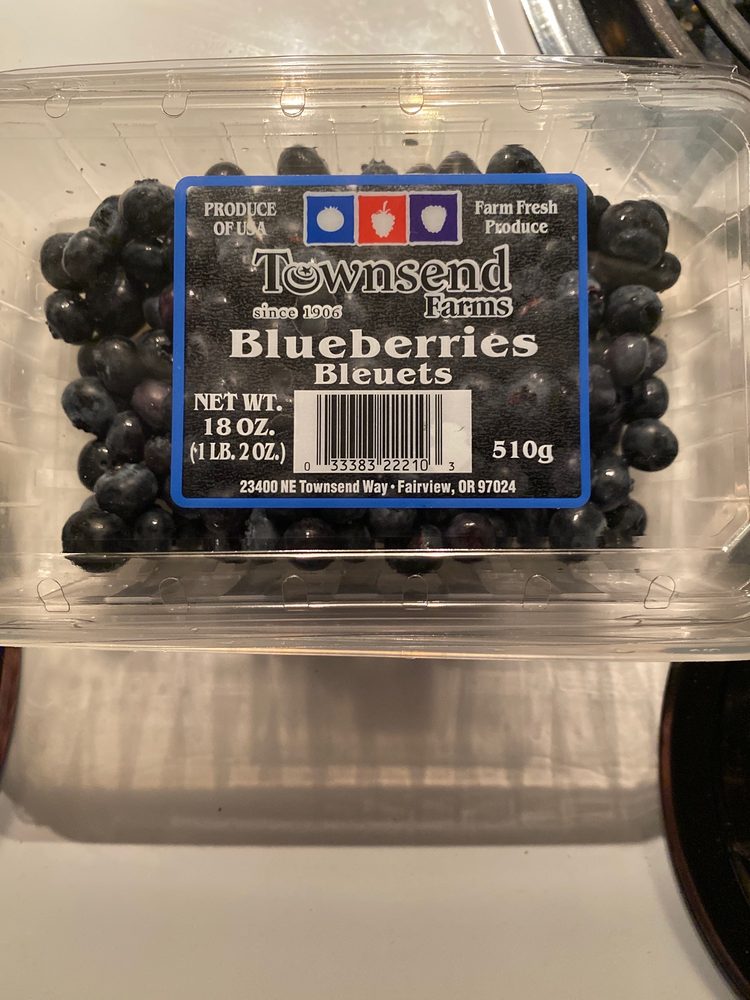 PRODUCE
OF USA
Farm Fresh
Produce
Townsend
since 1906 Farms
Blueberries
Bleuets
NET WT.
18 OZ.
(1 LB. 2 OZ.)
0 33383 22210 3
510g
23400 NE Townsend Way • Fairview, OR 97024